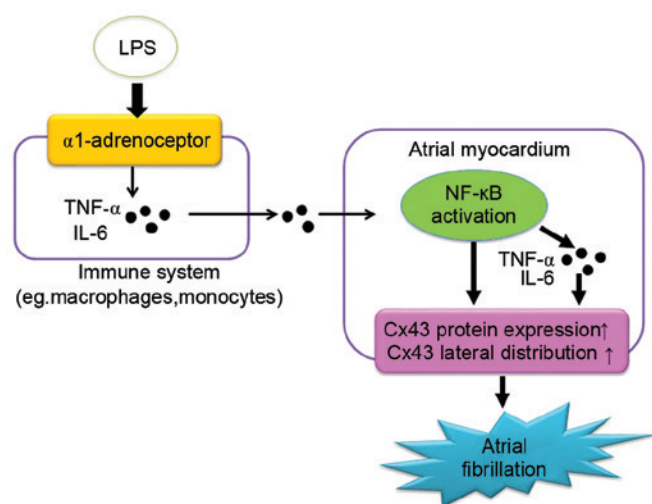 LPS
α1-adrenoceptor
TNF-α
IL-6
Immune system
(eg.macrophages,monocytes)
Atrial myocardium
NF-κB
activation
TNF-α
IL-6
Cx43 protein expression↑
Cx43 lateral distribution ↑
Atrial
fibrillation